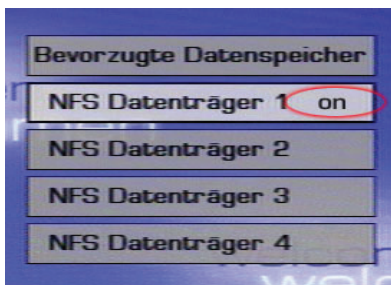 Bevorzugte Datenspeicher
NFS Datenträger 1 on
NFS Datenträger 2
NFS Datenträger 3
NFS Datenträger 4